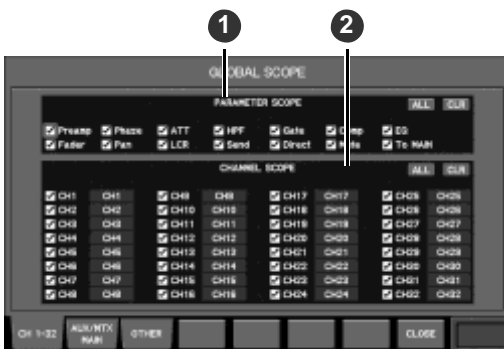 1 2
GLOBAL SCOPE
PARAMETER SCOPE ALL CLR
Preamp Phase ATT HPF Gate Comp EQ
Fader Pan LCR Send Direct Mute To MAIN
CHANNEL SCOPE ALL CLR
CH1 CH1 CH9 CH9 CH17 CH17 CH25 CH25
CH2 CH2 CH10 CH10 CH18 CH18 CH26 CH26
CH3 CH3 CH11 CH11 CH19 CH19 CH27 CH27
CH4 CH4 CH12 CH12 CH20 CH20 CH28 CH28
CH5 CH5 CH13 CH13 CH21 CH21 CH29 CH29
CH6 CH6 CH14 CH14 CH22 CH22 CH30 CH30
CH7 CH7 CH15 CH15 CH23 CH23 CH31 CH31
CH8 CH8 CH16 CH16 CH24 CH24 CH32 CH32
CH 1-32 AUX/MTX MAIN OTHER CLOSE